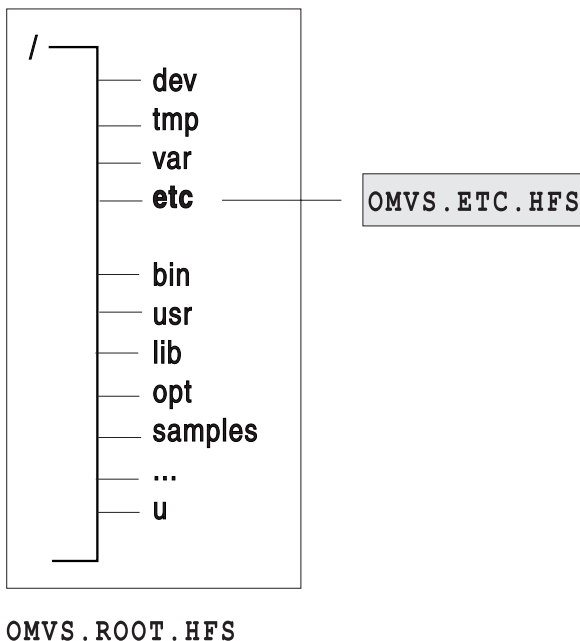 /
dev
tmp
var
etc
OMVS.ETC.HFS
bin
usr
lib
opt
samples
...
u
OMVS.ROOT.HFS